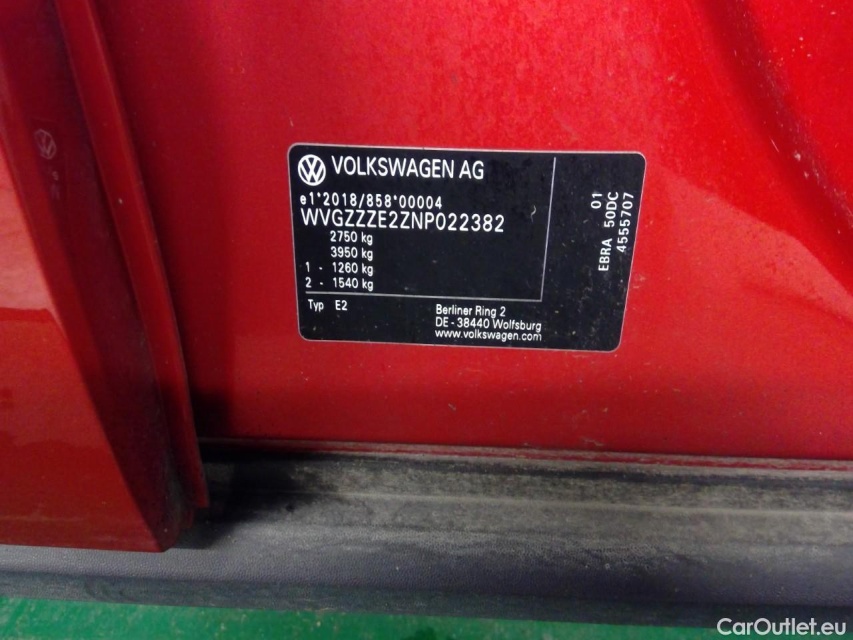 VOLKSWAGEN AG
e1*2018/858*00004
WVGZZZE2ZNP022382
2750 kg
3950 kg
1 - 1260 kg
2 - 1540 kg
Typ E2
Berliner Ring 2
DE - 38440 Wolfsburg
www.volkswagen.com
01
EBRA 50DC
4555707
CarOutlet.eu